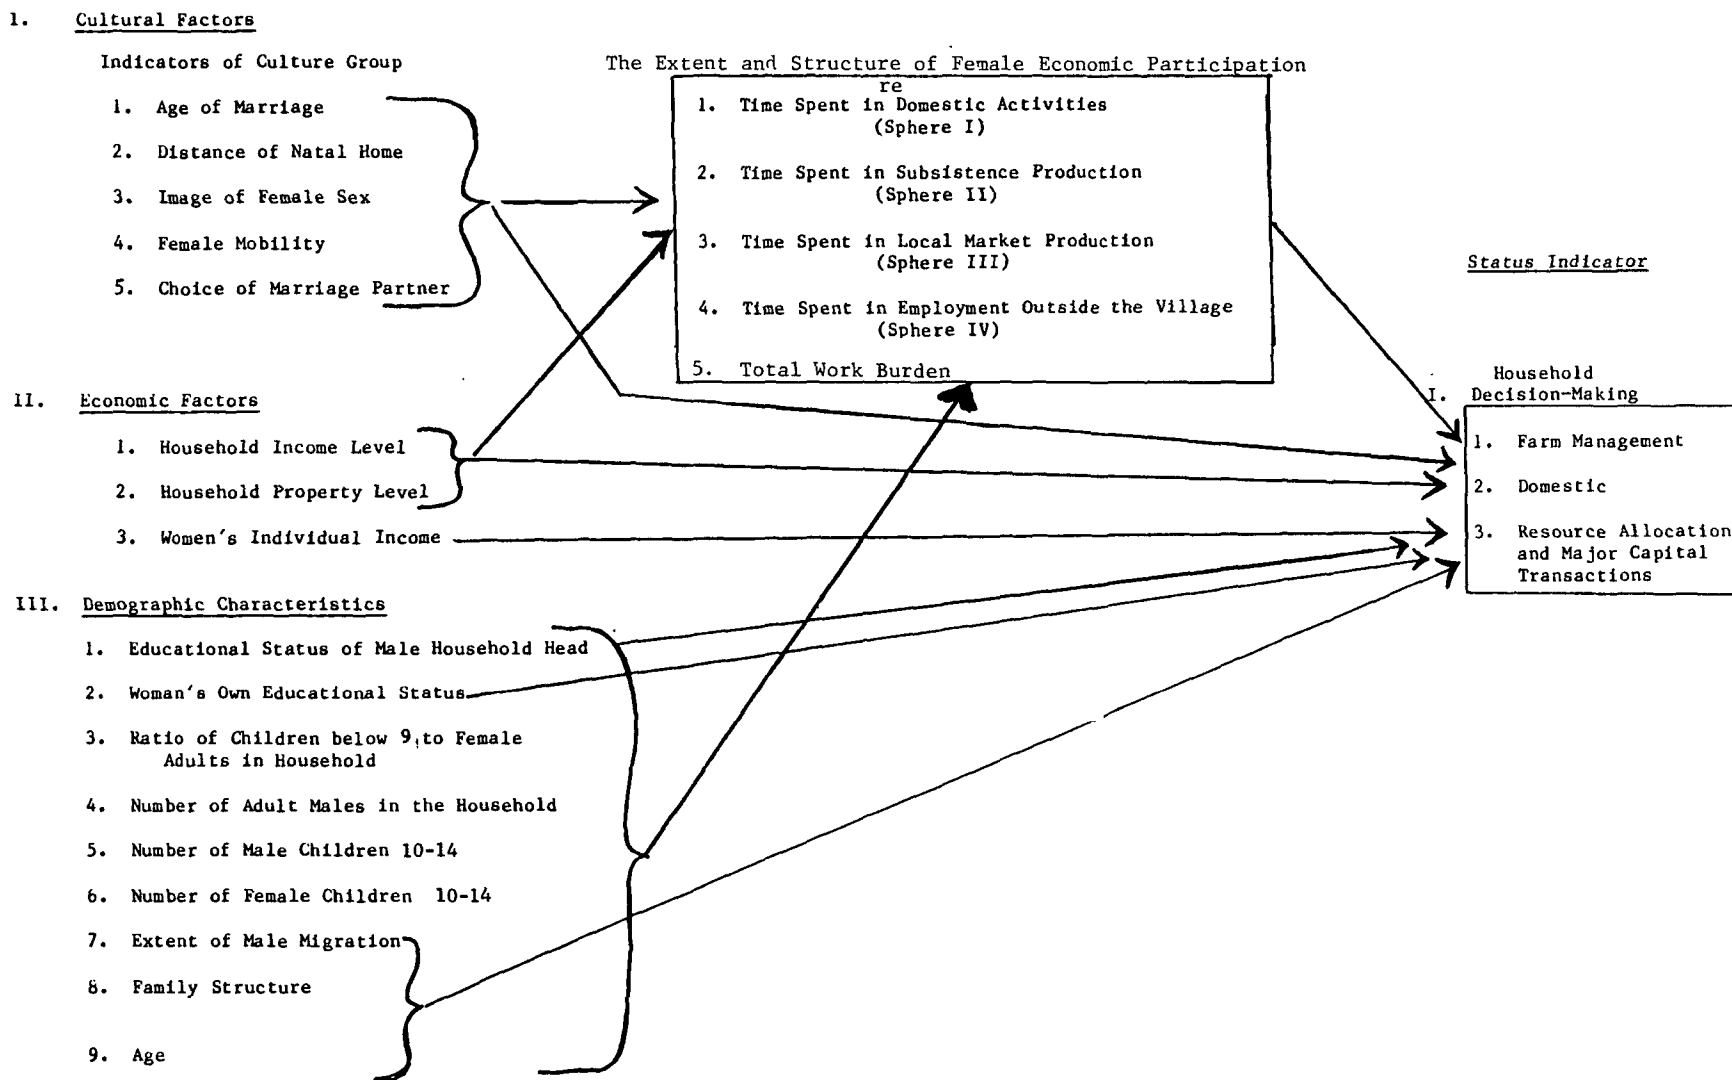 I. Cultural Factors
Indicators of Culture Group
1. Age of Marriage
2. Distance of Natal Home
3. Image of Female Sex
4. Female Mobility
5. Choice of Marriage Partner
The Extent and Structure of Female Economic Participation
re
1. Time Spent in Domestic Activities
(Sphere I)
2. Time Spent in Subsistence Production
(Sphere II)
3. Time Spent in Local Market Production
(Sphere III)
4. Time Spent in Employment Outside the Village
(Sphere IV)
5. Total Work Burden
Status Indicator
Household
I. Decision-Making
1. Farm Management
2. Domestic
3. Resource Allocation
and Major Capital
Transactions
II. Economic Factors
1. Household Income Level
2. Household Property Level
3. Women's Individual Income
III. Demographic Characteristics
1. Educational Status of Male Household Head
2. Woman's Own Educational Status
3. Ratio of Children below 9 to Female
Adults in Household
4. Number of Adult Males in the Household
5. Number of Male Children 10-14
6. Number of Female Children 10-14
7. Extent of Male Migration
8. Family Structure
9. Age